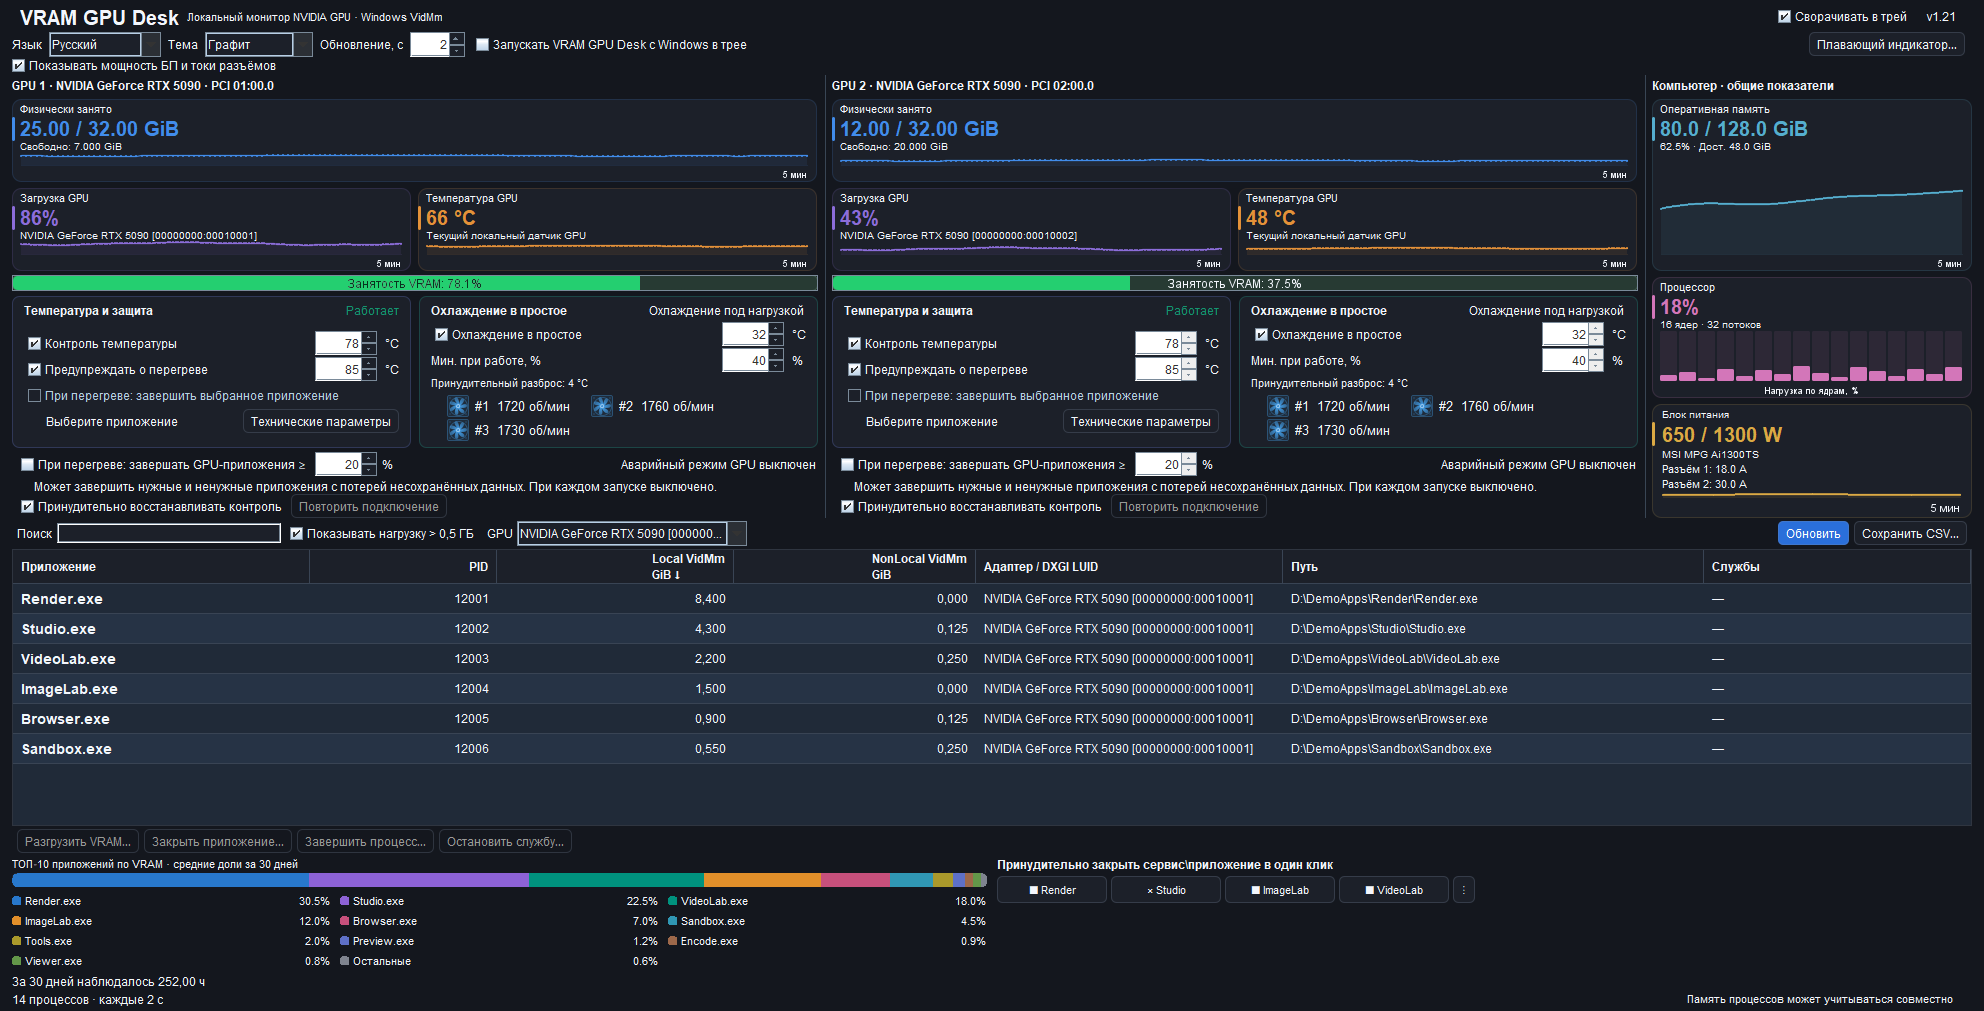 VRAM GPU Desk Локальный монитор NVIDIA GPU · Windows VidMm
Сворачивать в трей v1.21
Язык Русский Тема Графит Обновление, с 2 Запускать VRAM GPU Desk с Windows в трее
Плавающий индикатор...
Показывать мощность БП и токи разъёмов
GPU 1 · NVIDIA GeForce RTX 5090 · PCI 01:00.0
Физически занято
25.00 / 32.00 GiB
Свободно: 7.000 GiB
5 мин
Загрузка GPU
86%
NVIDIA GeForce RTX 5090 [00000000:00010001]
5 мин
Температура GPU
66 °C
Текущий локальный датчик GPU
5 мин
Занятость VRAM: 78.1%
Температура и защита Работает
Контроль температуры 78 °C
Предупреждать о перегреве 85 °C
При перегреве: завершить выбранное приложение
Выберите приложение Технические параметры
Охлаждение в простое Охлаждение под нагрузкой
Охлаждение в простое 32 °C
Мин. при работе, % 40 %
Принудительный разброс: 4 °C
#1 1720 об/мин #2 1760 об/мин
#3 1730 об/мин
При перегреве: завершать GPU-приложения ≥ 20 % Аварийный режим GPU выключен
Может завершить нужные и ненужные приложения с потерей несохранённых данных. При каждом запуске выключено.
Принудительно восстанавливать контроль Повторить подключение
GPU 2 · NVIDIA GeForce RTX 5090 · PCI 02:00.0
Физически занято
12.00 / 32.00 GiB
Свободно: 20.000 GiB
5 мин
Загрузка GPU
43%
NVIDIA GeForce RTX 5090 [00000000:00010002]
5 мин
Температура GPU
48 °C
Текущий локальный датчик GPU
5 мин
Занятость VRAM: 37.5%
Температура и защита Работает
Контроль температуры 78 °C
Предупреждать о перегреве 85 °C
При перегреве: завершить выбранное приложение
Выберите приложение Технические параметры
Охлаждение в простое Охлаждение под нагрузкой
Охлаждение в простое 32 °C
Мин. при работе, % 40 %
Принудительный разброс: 4 °C
#1 1720 об/мин #2 1760 об/мин
#3 1730 об/мин
При перегреве: завершать GPU-приложения ≥ 20 % Аварийный режим GPU выключен
Может завершить нужные и ненужные приложения с потерей несохранённых данных. При каждом запуске выключено.
Принудительно восстанавливать контроль Повторить подключение
Компьютер · общие показатели
Оперативная память
80.0 / 128.0 GiB
62.5% · Дост. 48.0 GiB
5 мин
Процессор
18%
16 ядер · 32 потоков
Нагрузка по ядрам, %
Блок питания
650 / 1300 W
MSI MPG Ai1300TS
Разъём 1: 18.0 A
Разъём 2: 30.0 A
5 мин
Поиск Показывать нагрузку > 0,5 ГБ GPU NVIDIA GeForce RTX 5090 [000000...
Обновить Сохранить CSV...
Приложение PID Local VidMm GiB ↓ NonLocal VidMm GiB Адаптер / DXGI LUID Путь Службы
Render.exe 12001 8,400 0,000 NVIDIA GeForce RTX 5090 [00000000:00010001] D:\DemoApps\Render\Render.exe —
Studio.exe 12002 4,300 0,125 NVIDIA GeForce RTX 5090 [00000000:00010001] D:\DemoApps\Studio\Studio.exe —
VideoLab.exe 12003 2,200 0,250 NVIDIA GeForce RTX 5090 [00000000:00010001] D:\DemoApps\VideoLab\VideoLab.exe —
ImageLab.exe 12004 1,500 0,000 NVIDIA GeForce RTX 5090 [00000000:00010001] D:\DemoApps\ImageLab\ImageLab.exe —
Browser.exe 12005 0,900 0,125 NVIDIA GeForce RTX 5090 [00000000:00010001] D:\DemoApps\Browser\Browser.exe —
Sandbox.exe 12006 0,550 0,250 NVIDIA GeForce RTX 5090 [00000000:00010001] D:\DemoApps\Sandbox\Sandbox.exe —
Разгрузить VRAM... Закрыть приложение... Завершить процесс... Остановить службу...
ТОП-10 приложений по VRAM · средние доли за 30 дней
Render.exe 30.5% Studio.exe 22.5% VideoLab.exe 18.0%
ImageLab.exe 12.0% Browser.exe 7.0% Sandbox.exe 4.5%
Tools.exe 2.0% Preview.exe 1.2% Encode.exe 0.9%
Viewer.exe 0.8% Остальные 0.6%
За 30 дней наблюдалось 252,00 ч
14 процессов · каждые 2 с
Принудительно закрыть сервис\приложение в один клик
Render × Studio ImageLab VideoLab ⋮
Память процессов может учитываться совместно